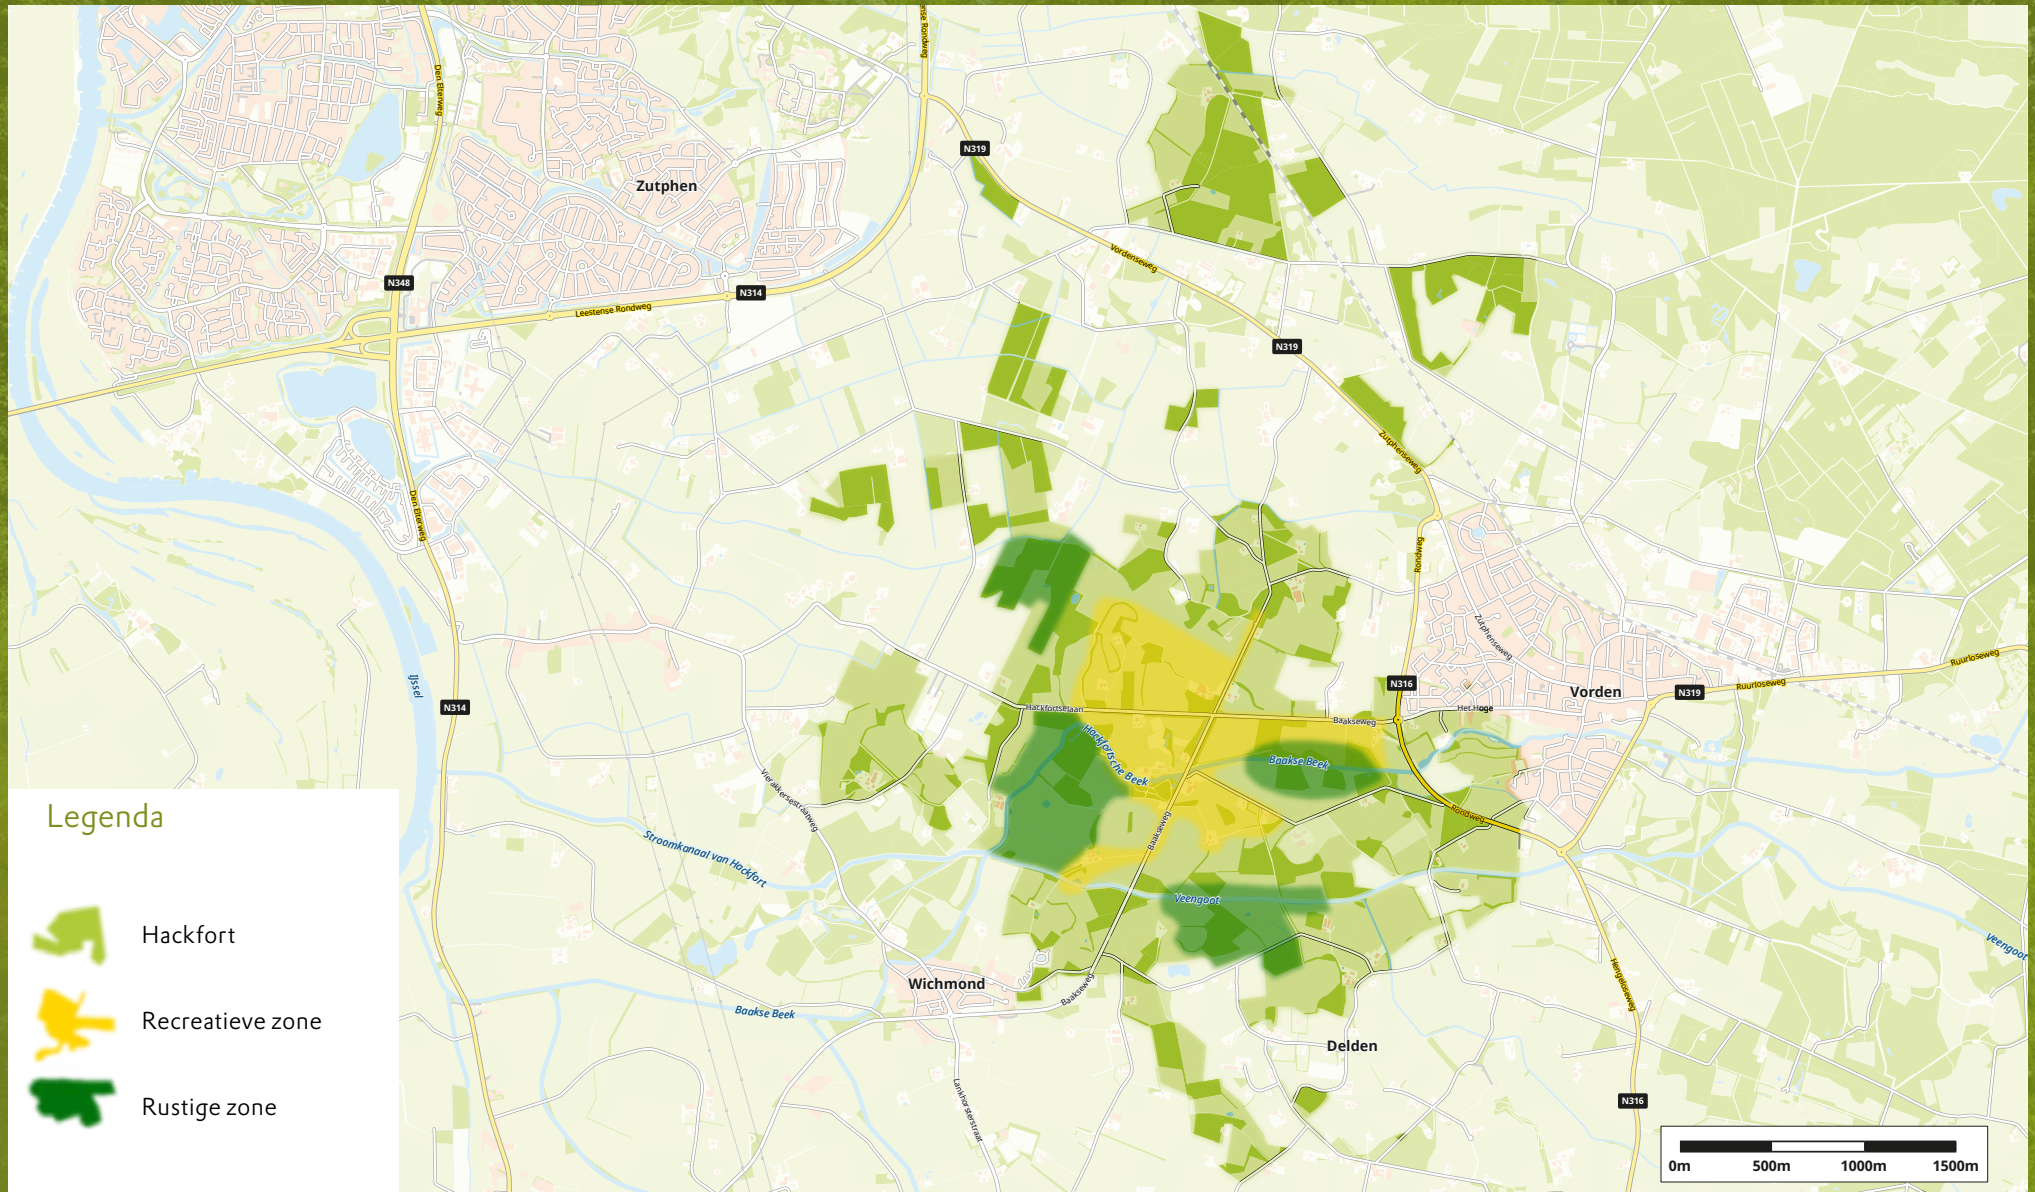 Den Elterweg
ense Rondweg
N319
Zutphen
Vordenseweg
N348
N314
Leestense Rondweg
N319
Zutphenseweg
Den Elterweg
Rondweg
Zutphenseweg
IJssel
N314
N316
Vorden
N319
Ruurloseweg
Ruurloseweg
Het Hoge
Hackfortselaan
Baakseweg
Hackfortsche Beek
Baakse Beek
Vierakkersestraatweg
Rondweg
Baakseweg
Stroomkanaal van Hackfort
Veengoot
Veengoot
Wichmond
Baakseweg
Hengeloseweg
Baakse Beek
Delden
Lankhorsterstraat
N316
Legenda
Hackfort
Recreatieve zone
Rustige zone
0m 500m 1000m 1500m